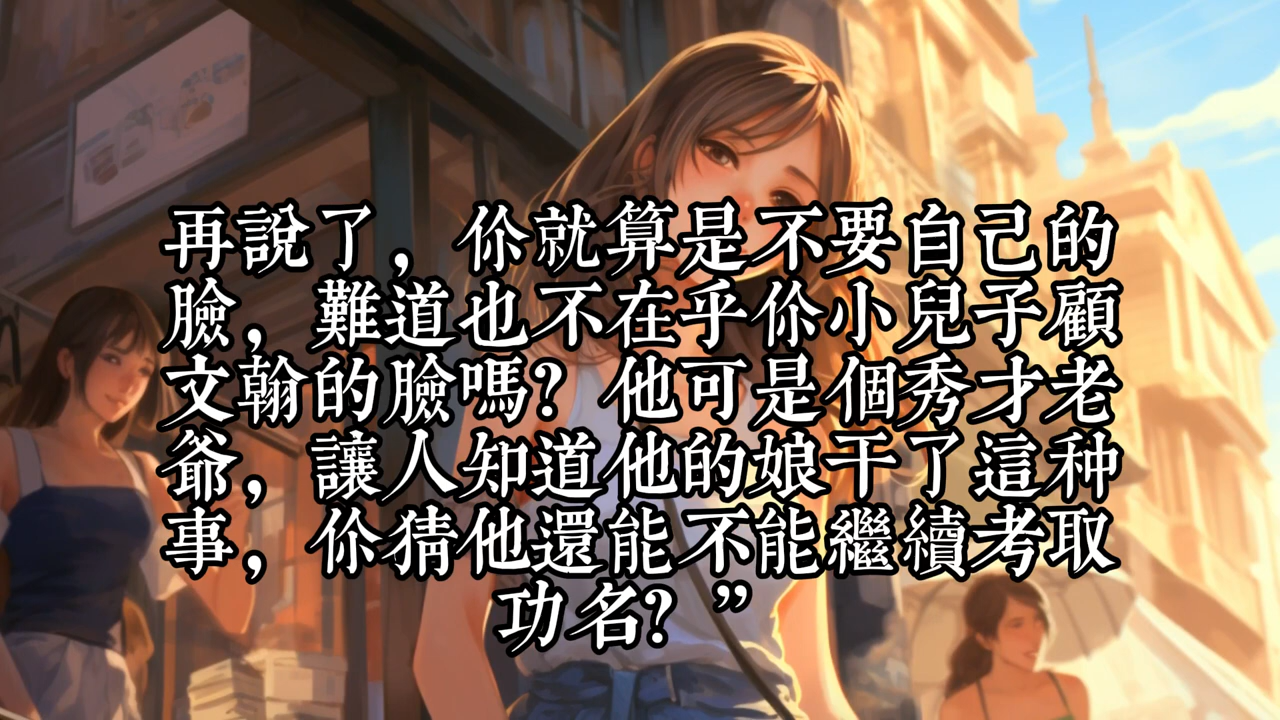 再說了，你就算是不要自己的
臉，難道也不在乎你小兒子顧
文翰的臉嗎？他可是個秀才老
爺，讓人知道他的娘干了這种
事，你猜他還能不能繼續考取
功名？”